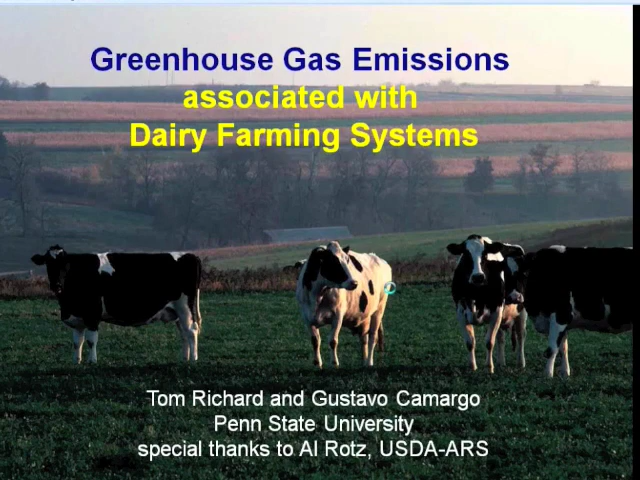 Greenhouse Gas Emissions
associated with
Dairy Farming Systems
Tom Richard and Gustavo Camargo
Penn State University
special thanks to Al Rotz, USDA-ARS